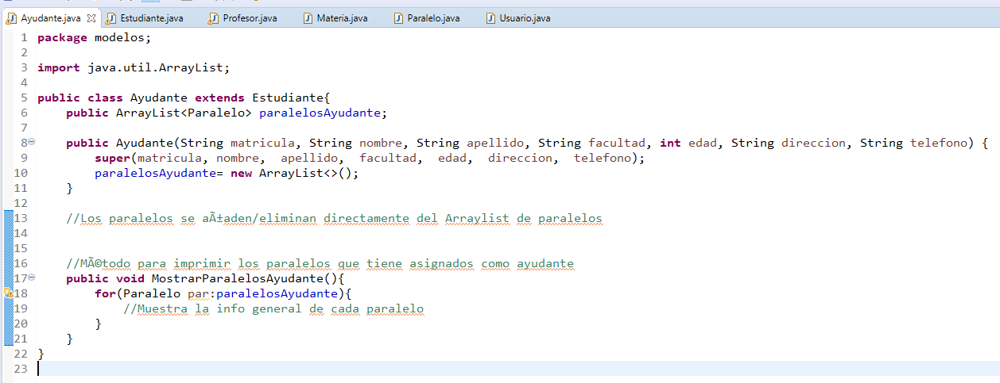 Ayudante.java Estudiante.java Profesor.java Materia.java Paralelo.java Usuario.java
1 package modelos;
2
3 import java.util.ArrayList;
4
5 public class Ayudante extends Estudiante{
6 public ArrayList<Paralelo> paralelosAyudante;
7
8 public Ayudante(String matricula, String nombre, String apellido, String facultad, int edad, String direccion, String telefono) {
9 super(matricula, nombre,  apellido,  facultad,  edad,  direccion,  telefono);
10 paralelosAyudante= new ArrayList<>();
11 }
12
13 //Los paralelos se aÃ±aden/eliminan directamente del Arraylist de paralelos
14
15
16 //MÃ©todo para imprimir los paralelos que tiene asignados como ayudante
17 public void MostrarParalelosAyudante(){
18 for(Paralelo par:paralelosAyudante){
19 //Muestra la info general de cada paralelo
20 }
21 }
22 }
23